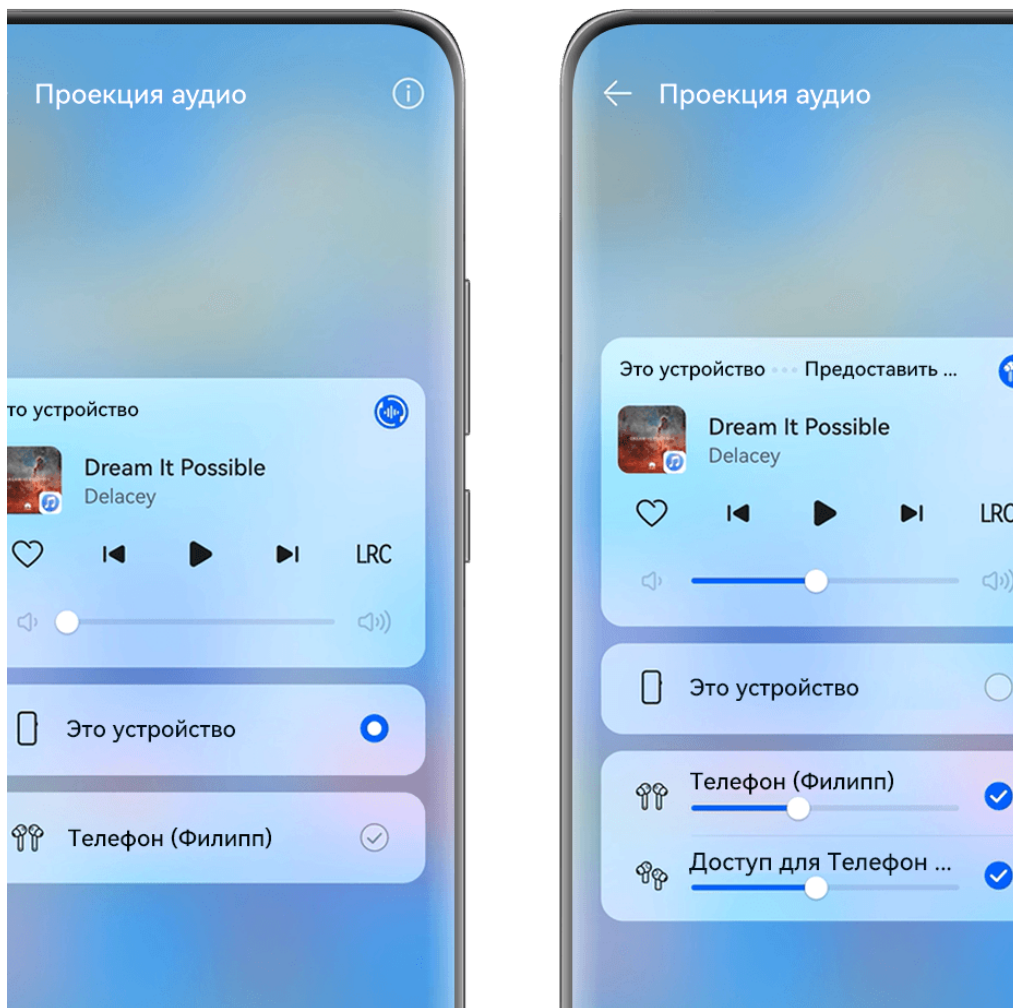 Проекция аудио
то устройство
Dream It Possible
Delacey
LRC
Это устройство
Телефон (Филипп)
Проекция аудио
Это устройство ••• Предоставить ...
Dream It Possible
Delacey
LRC
Это устройство
Телефон (Филипп)
Доступ для Телефон ...